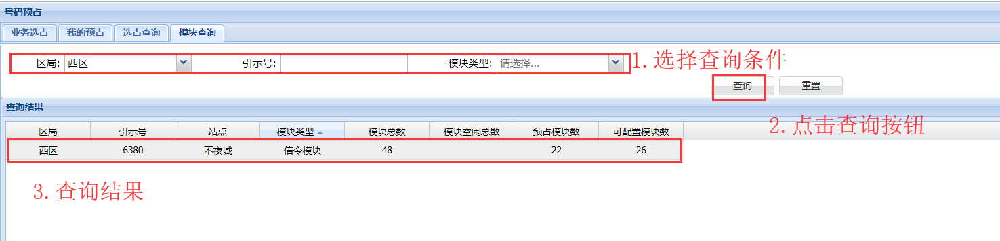 号码预占
业务选占 我的预占 选占查询 模块查询
区局: 西区 引示号: 模块类型: 请选择...
1.选择查询条件
查询 重置
查询结果
2.点击查询按钮
区局 引示号 站点 模块类型 模块总数 模块空闲总数 预占模块数 可配置模块数
西区 6380 不夜城 信令模块 48 22 26
3.查询结果